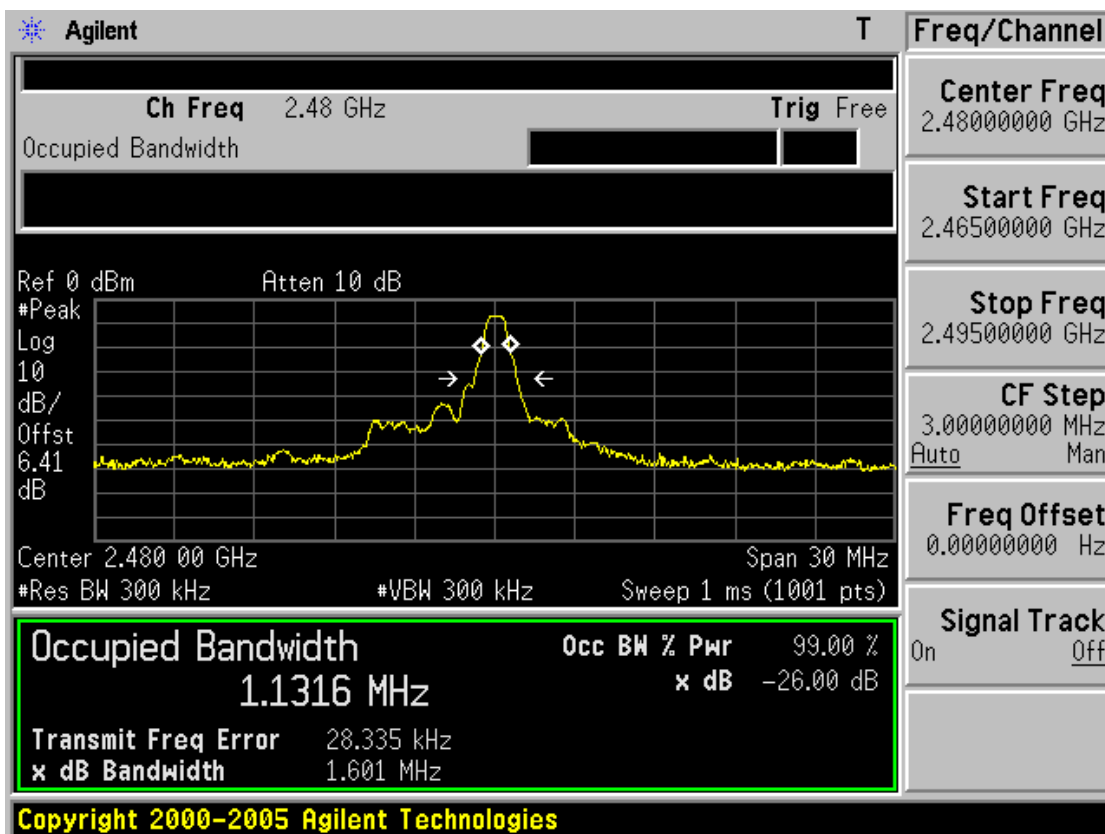 Agilent T
Ch Freq 2.48 GHz Trig Free
Occupied Bandwidth
Ref 0 dBm Atten 10 dB
#Peak
Log
10
dB/
Offst
6.41
dB
Center 2.480 00 GHz Span 30 MHz
#Res BW 300 kHz #VBW 300 kHz Sweep 1 ms (1001 pts)
Occupied Bandwidth Occ BW % Pwr 99.00 %
1.1316 MHz x dB -26.00 dB
Transmit Freq Error 28.335 kHz
x dB Bandwidth 1.601 MHz
Copyright 2000-2005 Agilent Technologies
Freq/Channel
Center Freq
2.48000000 GHz
Start Freq
2.46500000 GHz
Stop Freq
2.49500000 GHz
CF Step
3.00000000 MHz
Auto Man
Freq Offset
0.00000000 Hz
Signal Track
On Off